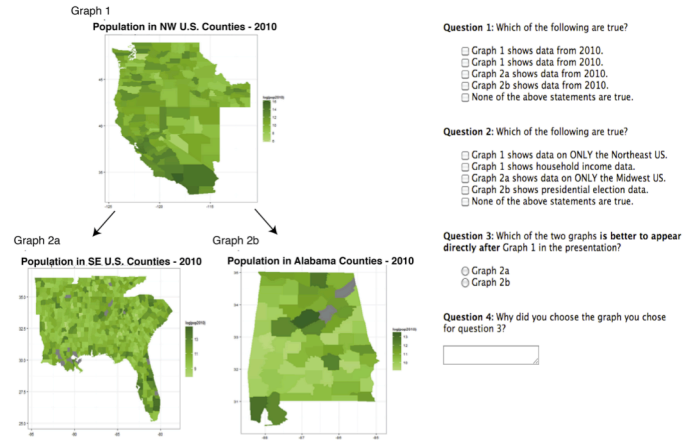 Graph 1
Population in NW U.S. Counties - 2010
Graph 2a
Graph 2b
Population in SE U.S. Counties - 2010
Population in Alabama Counties - 2010
Question 1: Which of the following are true?
Graph 1 shows data from 2010.
Graph 1 shows data from 2010.
Graph 2a shows data from 2010.
Graph 2b shows data from 2010.
None of the above statements are true.
Question 2: Which of the following are true?
Graph 1 shows data on ONLY the Northeast US.
Graph 1 shows household income data.
Graph 2a shows data on ONLY the Midwest US.
Graph 2b shows presidential election data.
None of the above statements are true.
Question 3: Which of the two graphs is better to appear
directly after Graph 1 in the presentation?
Graph 2a
Graph 2b
Question 4: Why did you choose the graph you chose
for question 3?